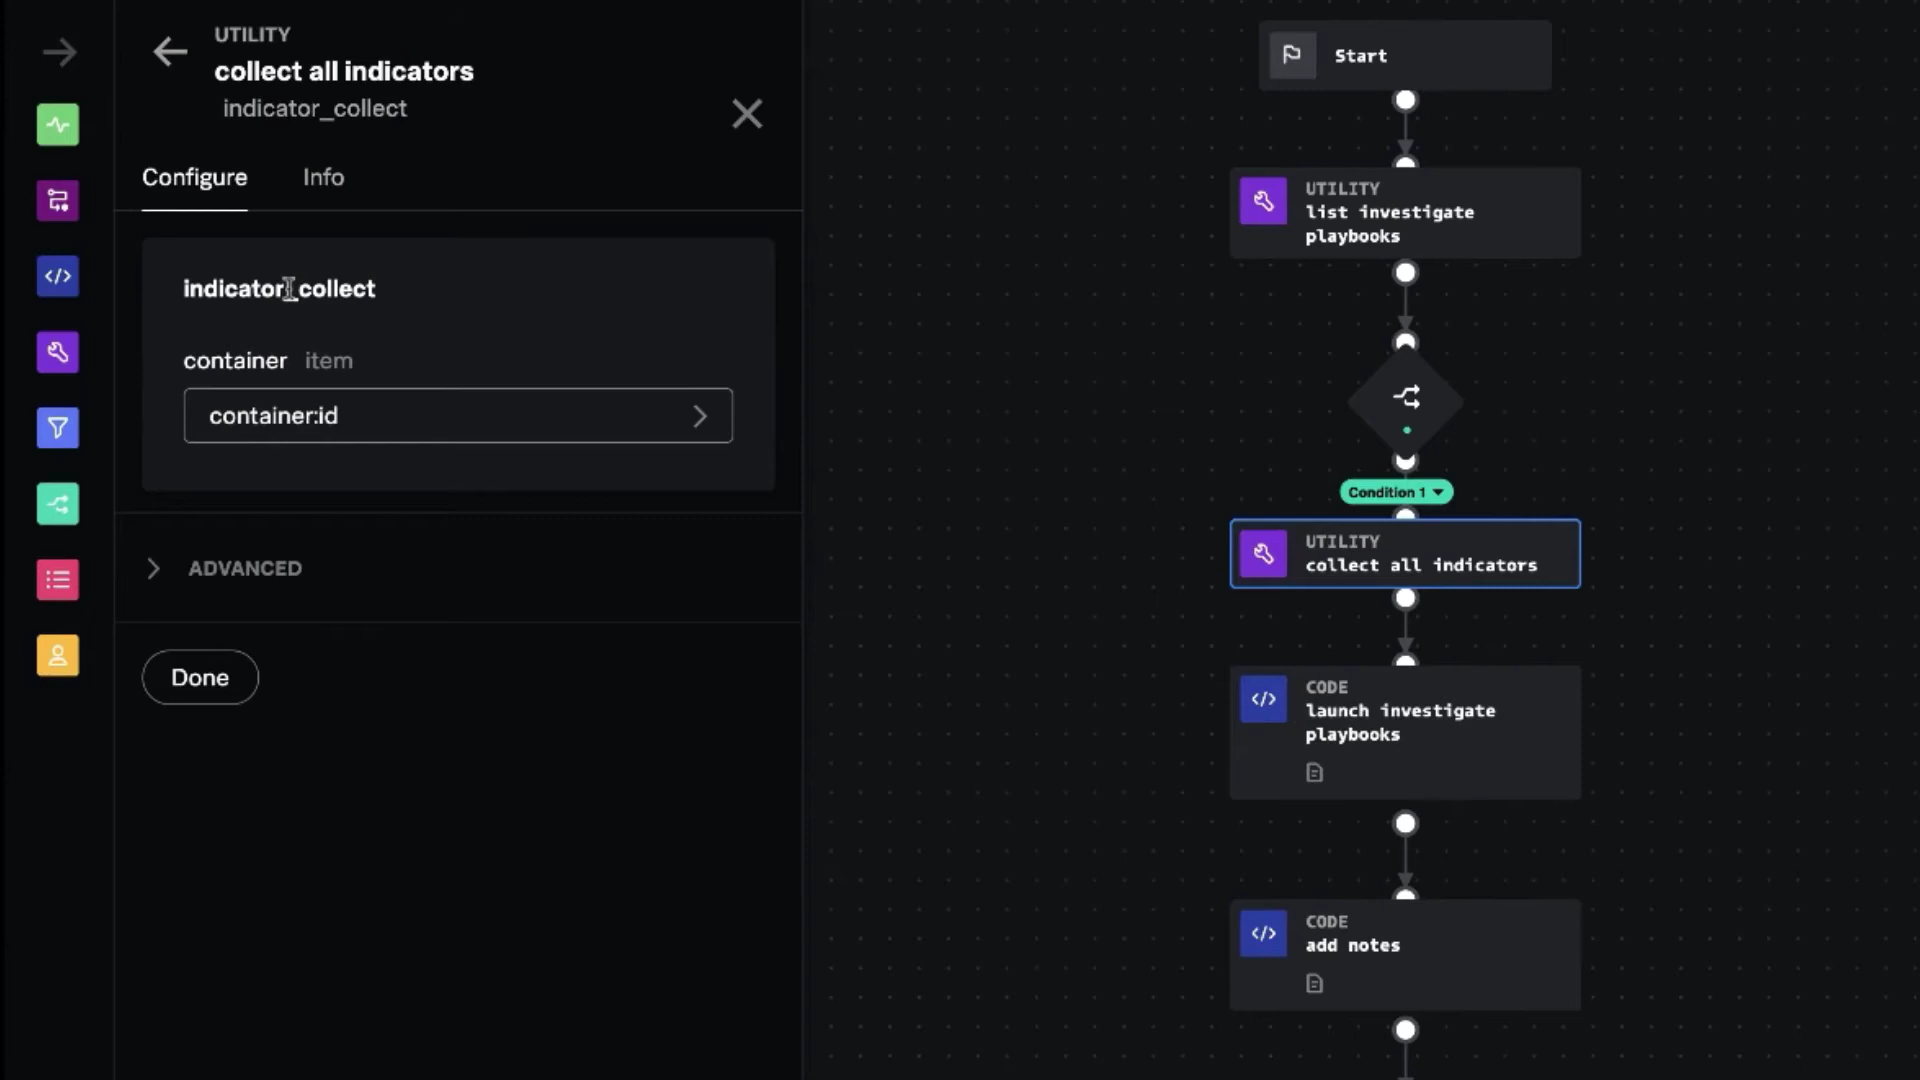 UTILITY
collect all indicators
indicator_collect
Configure
Info
indicator_collect
container item
container:id
ADVANCED
Done
Start
UTILITY
list investigate
playbooks
Condition 1
UTILITY
collect all indicators
CODE
launch investigate
playbooks
CODE
add notes